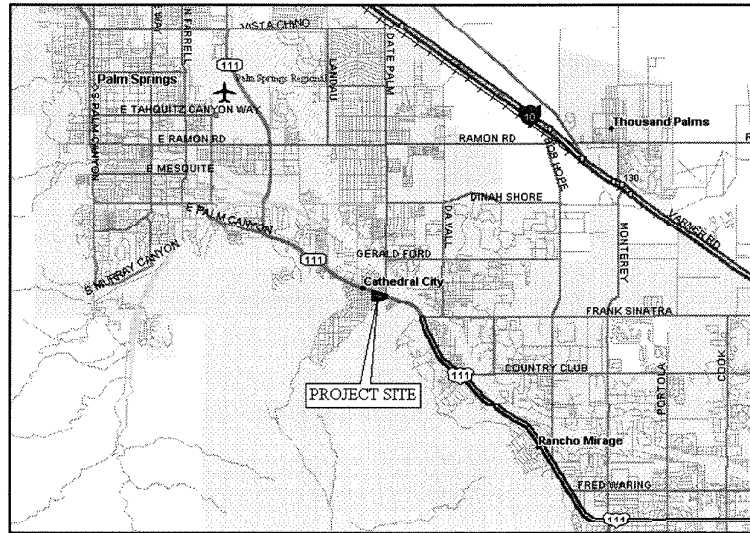 VISTA CHINO
N FARRELL
E WAY
111
Palm Springs
Palm Springs Regional
LANDAU
DATE PALM
10
E TAHQUITZ CANYON WAY
Thousand Palms
S PALM CANYON
E RAMON RD
RAMON RD
BOB HOPE
E MESQUITE
130
DINAH SHORE
VARNER RD
E PALM CANYON
DA VALL
MONTEREY
GERALD FORD
111
S MURRAY CANYON
Cathedral City
FRANK SINATRA
COUNTRY CLUB
111
PROJECT SITE
PORTOLA
COOK
Rancho Mirage
FRED WARING
111